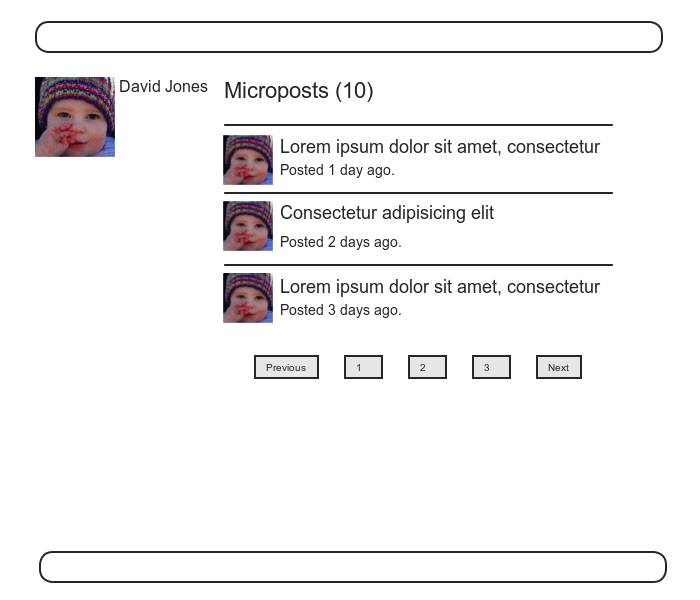 David Jones
Microposts (10)
Lorem ipsum dolor sit amet, consectetur
Posted 1 day ago.
Consectetur adipisicing elit
Posted 2 days ago.
Lorem ipsum dolor sit amet, consectetur
Posted 3 days ago.
Previous 1 2 3 Next